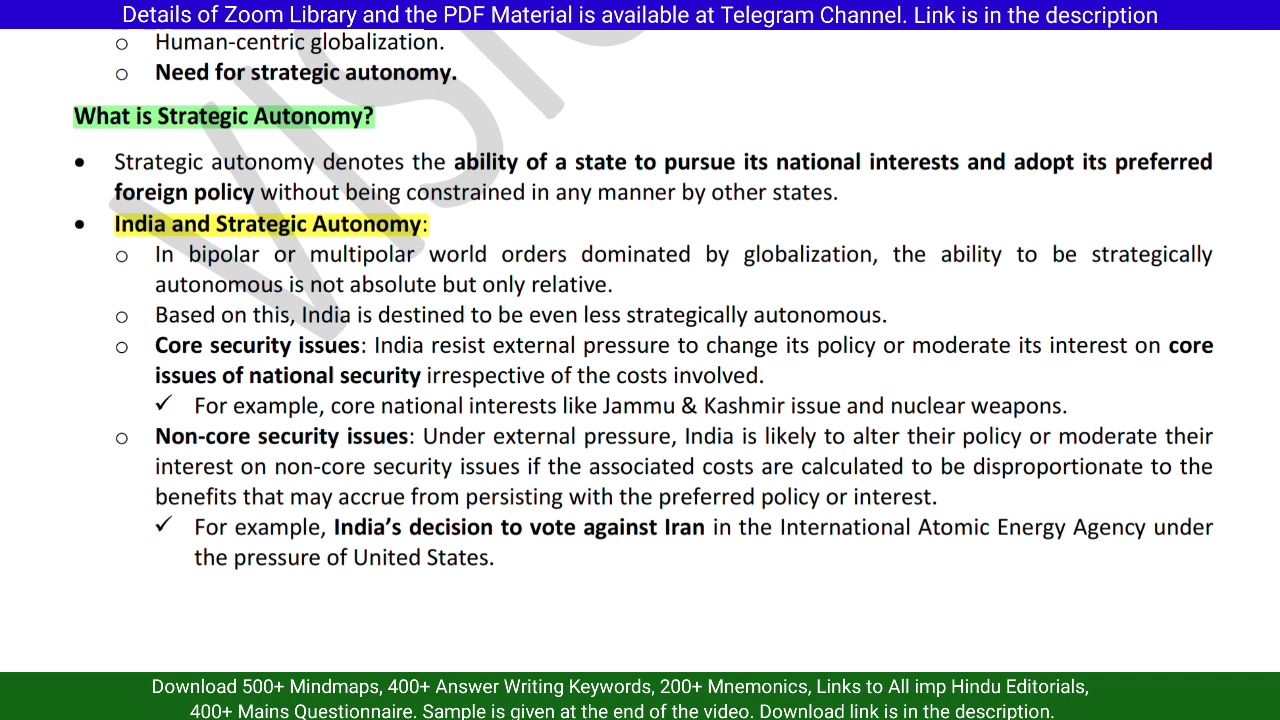 Details of Zoom Library and the PDF Material is available at Telegram Channel. Link is in the description
o Human-centric globalization.
o Need for strategic autonomy.
What is Strategic Autonomy?
• Strategic autonomy denotes the ability of a state to pursue its national interests and adopt its preferred
foreign policy without being constrained in any manner by other states.
• India and Strategic Autonomy:
o In bipolar or multipolar world orders dominated by globalization, the ability to be strategically
autonomous is not absolute but only relative.
o Based on this, India is destined to be even less strategically autonomous.
o Core security issues: India resist external pressure to change its policy or moderate its interest on core
issues of national security irrespective of the costs involved.
✓ For example, core national interests like Jammu & Kashmir issue and nuclear weapons.
o Non-core security issues: Under external pressure, India is likely to alter their policy or moderate their
interest on non-core security issues if the associated costs are calculated to be disproportionate to the
benefits that may accrue from persisting with the preferred policy or interest.
✓ For example, India’s decision to vote against Iran in the International Atomic Energy Agency under
the pressure of United States.
Download 500+ Mindmaps, 400+ Answer Writing Keywords, 200+ Mnemonics, Links to All imp Hindu Editorials,
400+ Mains Questionnaire. Sample is given at the end of the video. Download link is in the description.